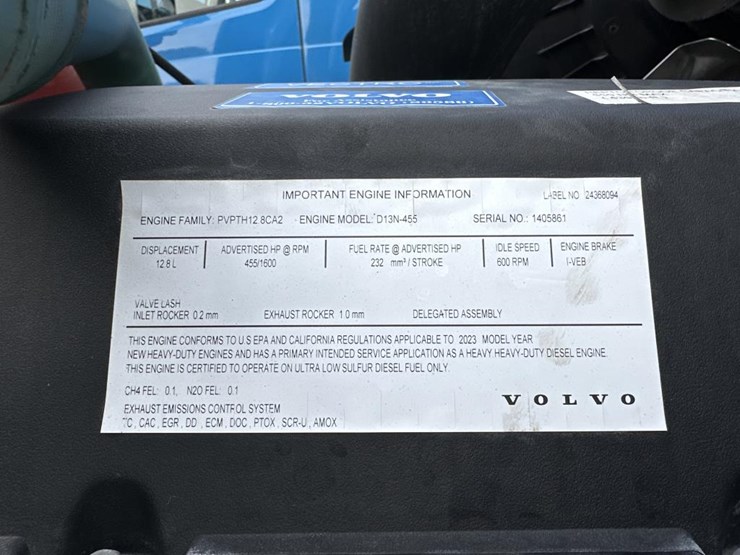 VOLVO
IMPORTANT ENGINE INFORMATION
LABEL NO 24368094
ENGINE FAMILY: PVPTH12.8CA2 ENGINE MODEL: D13N-455 SERIAL NO.: 1405861
DISPLACEMENT ADVERTISED HP @ RPM FUEL RATE @ ADVERTISED HP IDLE SPEED ENGINE BRAKE
12.8 L 455/1600 232 mm³ / STROKE 600 RPM I-VEB
VALVE LASH
INLET ROCKER 0.2 mm EXHAUST ROCKER 1.0 mm DELEGATED ASSEMBLY
THIS ENGINE CONFORMS TO U.S EPA AND CALIFORNIA REGULATIONS APPLICABLE TO 2023 MODEL YEAR
NEW HEAVY-DUTY ENGINES AND HAS A PRIMARY INTENDED SERVICE APPLICATION AS A HEAVY HEAVY-DUTY DIESEL ENGINE.
THIS ENGINE IS CERTIFIED TO OPERATE ON ULTRA LOW SULFUR DIESEL FUEL ONLY.
CH4 FEL: 0.1, N2O FEL: 0.1
EXHAUST EMISSIONS CONTROL SYSTEM
TC, CAC, EGR, DD, ECM, DOC, PTOX, SCR-U, AMOX
VOLVO